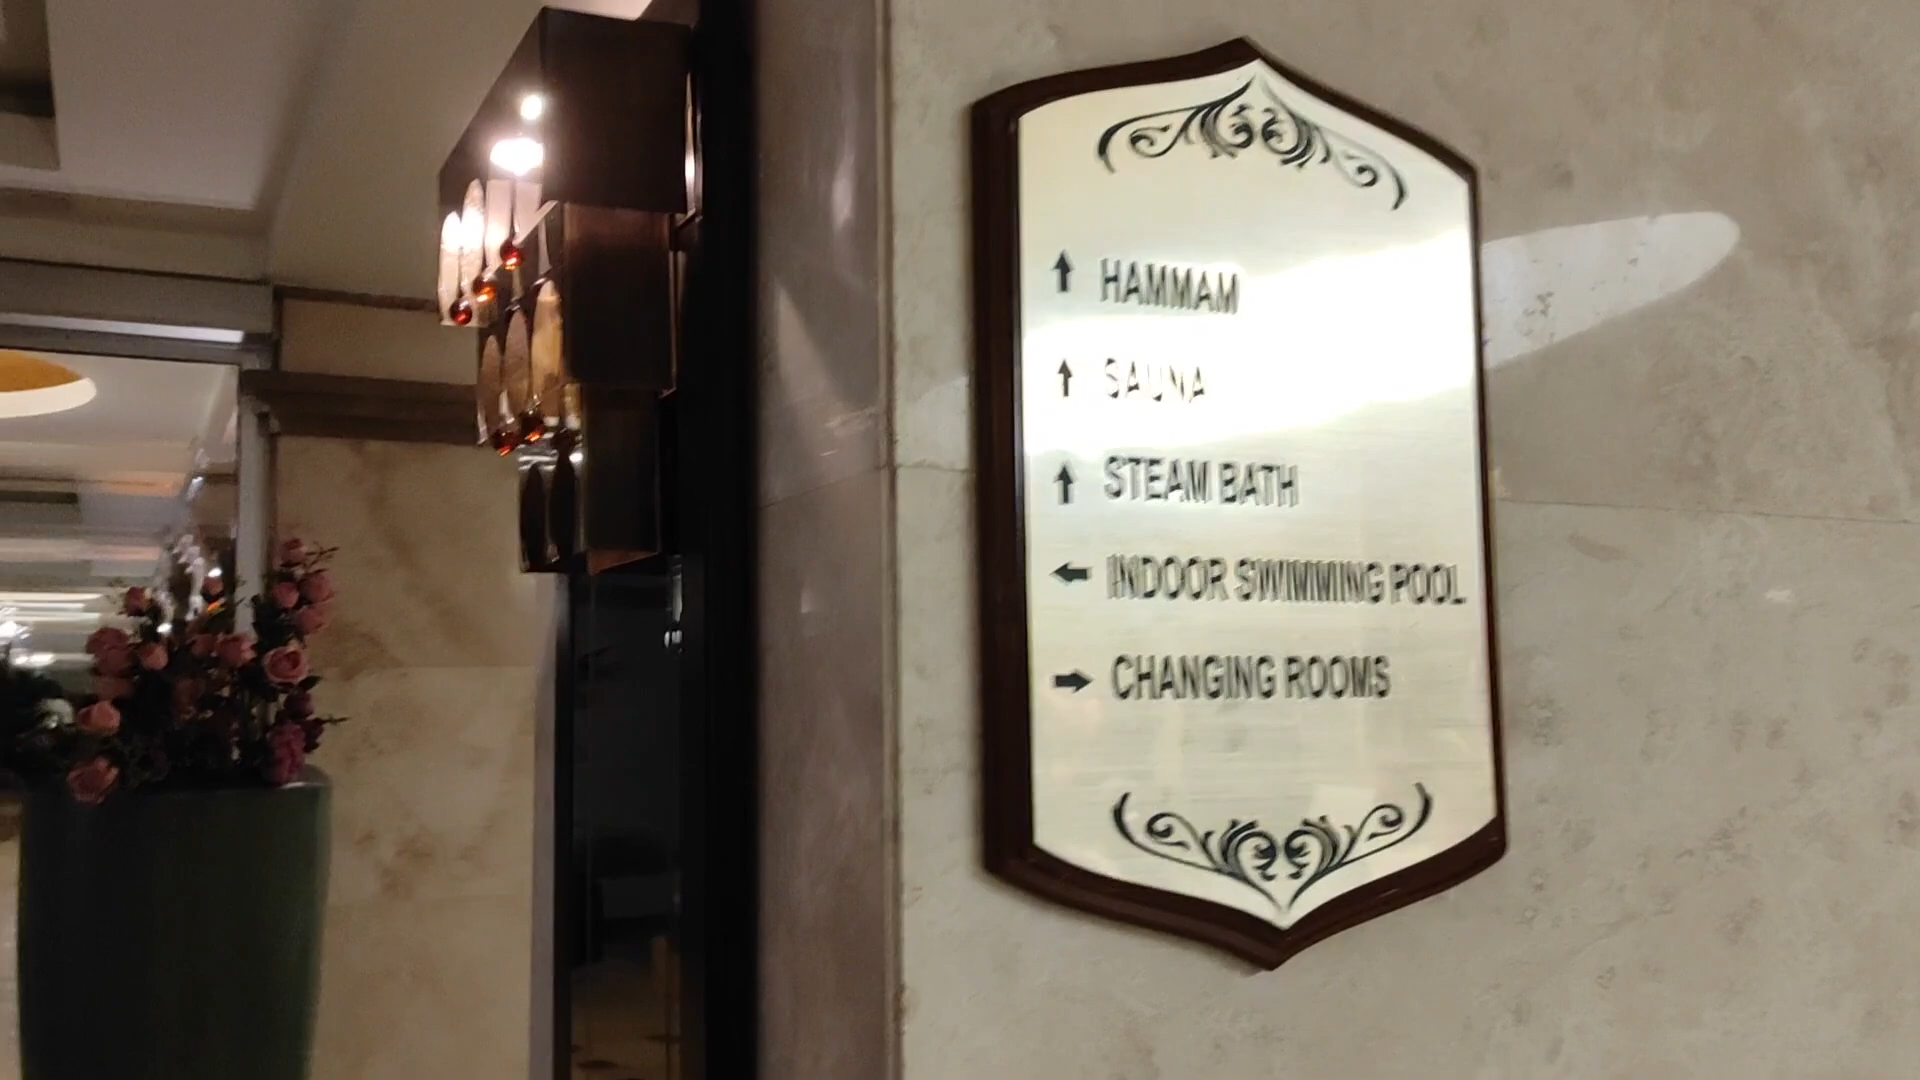 HAMMAM
SAUNA
STEAM BATH
INDOOR SWIMMING POOL
CHANGING ROOMS